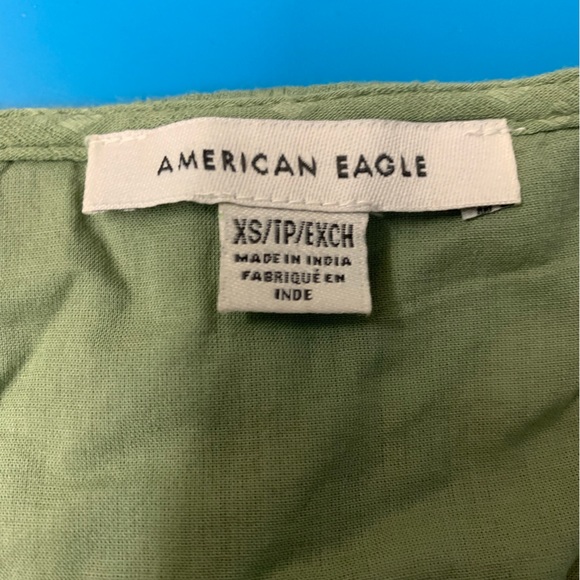 AMERICAN EAGLE
XS/TP/EXCH
MADE IN INDIA
FABRIQUÉ EN
INDE